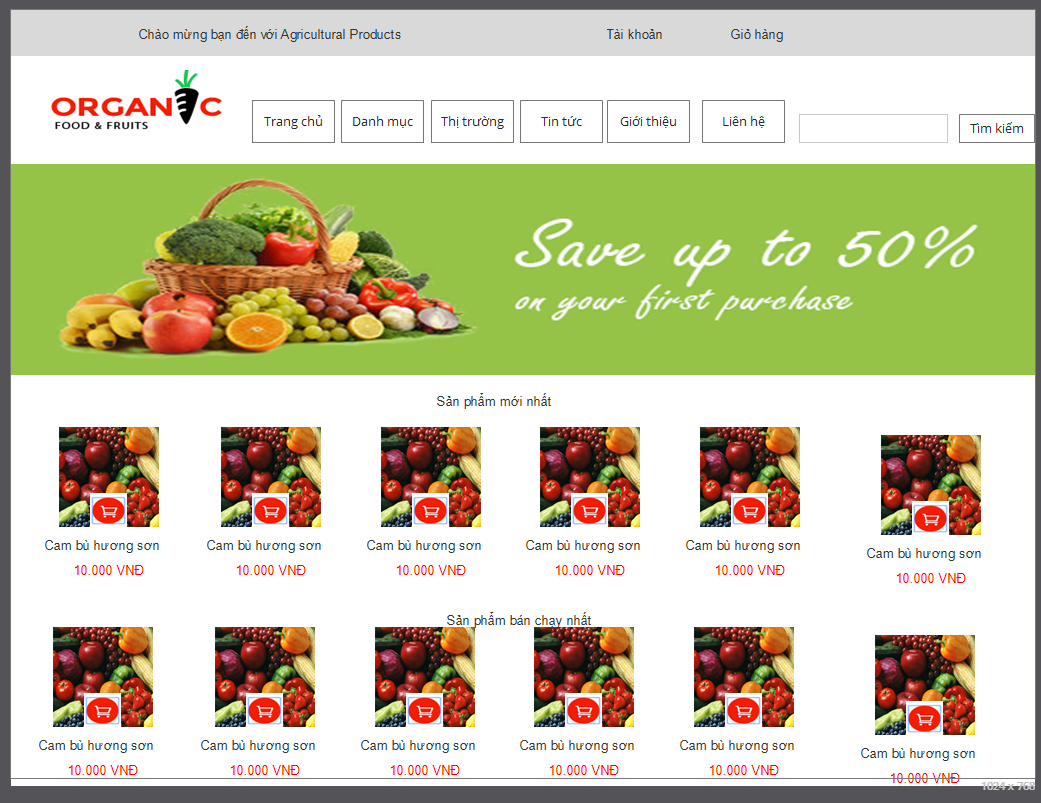 Chào mừng bạn đến với Agricultural Products
Tài khoản
Giỏ hàng
ORGANIC
FOOD & FRUITS
Trang chủ
Danh mục
Thị trường
Tin tức
Giới thiệu
Liên hệ
Tìm kiếm
Save up to 50%
on your first purchase
Sản phẩm mới nhất
Cam bù hương sơn
10.000 VNĐ
Cam bù hương sơn
10.000 VNĐ
Cam bù hương sơn
10.000 VNĐ
Cam bù hương sơn
10.000 VNĐ
Cam bù hương sơn
10.000 VNĐ
Cam bù hương sơn
10.000 VNĐ
Sản phẩm bán chạy nhất
Cam bù hương sơn
10.000 VNĐ
Cam bù hương sơn
10.000 VNĐ
Cam bù hương sơn
10.000 VNĐ
Cam bù hương sơn
10.000 VNĐ
Cam bù hương sơn
10.000 VNĐ
Cam bù hương sơn
10.000 VNĐ
1024 x 768